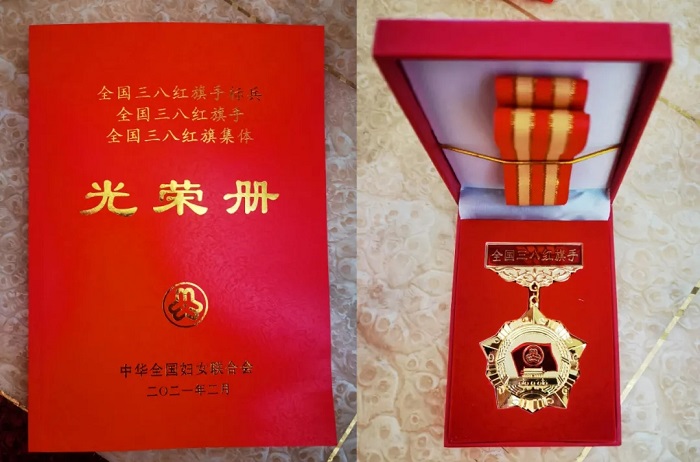 全国三八红旗手标兵
全国三八红旗手
全国三八红旗集体
光荣册
中华全国妇女联合会
二〇二一年二月
全国三八红旗手